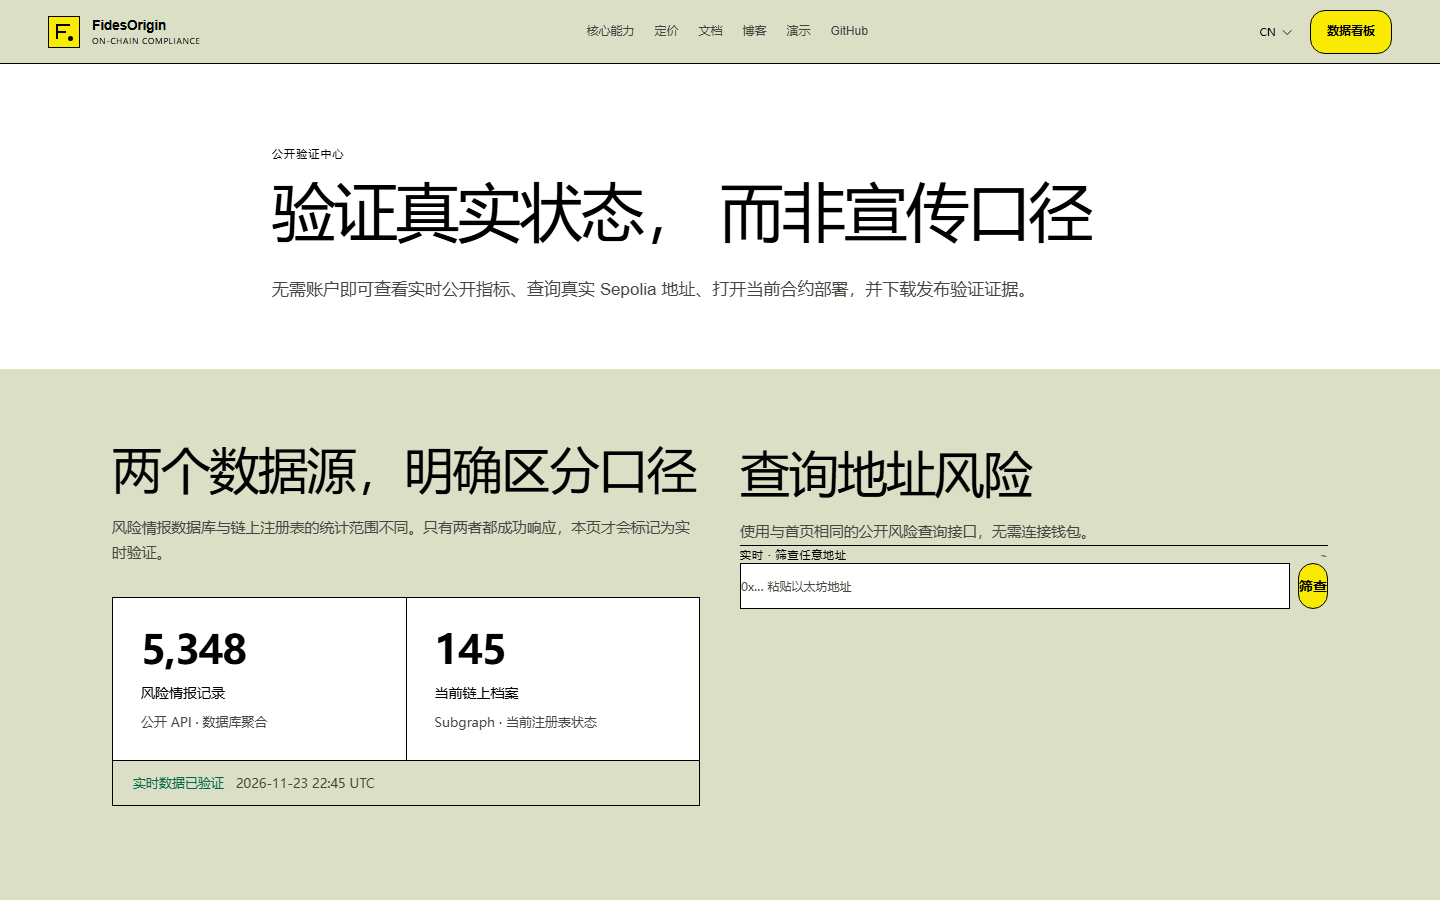 FidesOrigin
ON-CHAIN COMPLIANCE
核心能力
定价
文档
博客
演示
GitHub
CN
数据看板
公开验证中心
验证真实状态， 而非宣传口径
无需账户即可查看实时公开指标、查询真实 Sepolia 地址、打开当前合约部署，并下载发布验证证据。
两个数据源，明确区分口径
风险情报数据库与链上注册表的统计范围不同。只有两者都成功响应，本页才会标记为实
时验证。
5,348
风险情报记录
公开 API · 数据库聚合
145
当前链上档案
Subgraph · 当前注册表状态
实时数据已验证 2026-11-23 22:45 UTC
查询地址风险
使用与首页相同的公开风险查询接口，无需连接钱包。
实时 · 筛查任意地址
0x... 粘贴以太坊地址
筛查